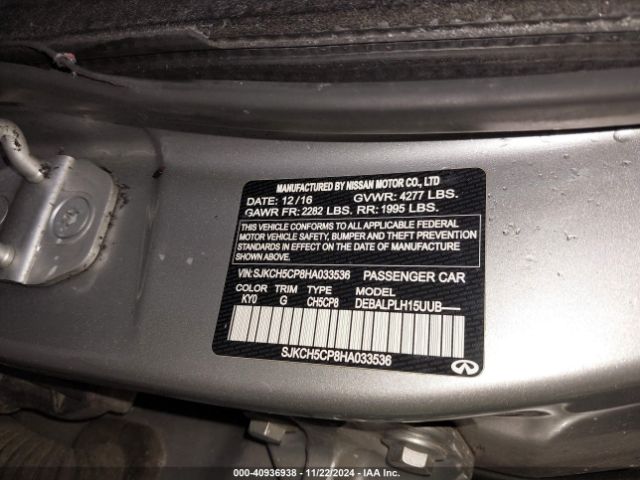 MANUFACTURED BY NISSAN MOTOR CO., LTD
DATE: 12/16 GVWR: 4277 LBS.
GAWR FR: 2282 LBS. RR: 1995 LBS.
THIS VEHICLE CONFORMS TO ALL APPLICABLE FEDERAL
MOTOR VEHICLE SAFETY, BUMPER AND THEFT PREVENTION
STANDARDS IN EFFECT ON THE DATE OF MANUFACTURE
SHOWN ABOVE.
VIN: SJKCH5CP8HA033536 PASSENGER CAR
COLOR TRIM TYPE MODEL
KY0 G CH5CP8 DEBALPLH15UUB——
SJKCH5CP8HA033536
000-40936938 - 11/22/2024 - IAA Inc.